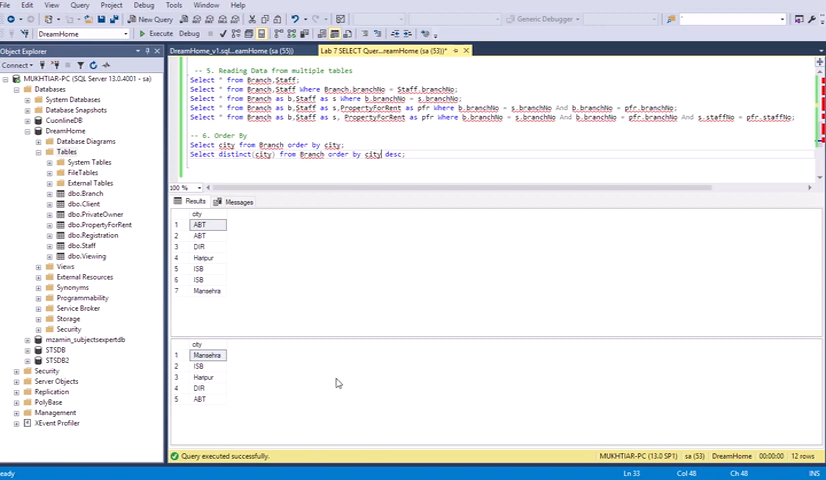 File Edit View Query Project Debug Tools Window Help
New Query
Generic Debugger
DreamHome
Execute Debug
Object Explorer
DreamHome_v1.sql...eamHome (sa (55))
Lab 7 SELECT Quer...reamHome (sa (53))*
Connect
MUKHTIAR-PC (SQL Server 13.0.4001 - sa)
Databases
System Databases
Database Snapshots
CuonlineDB
DreamHome
Database Diagrams
Tables
System Tables
FileTables
External Tables
dbo.Branch
dbo.Client
dbo.PrivateOwner
dbo.PropertyForRent
dbo.Registration
dbo.Staff
dbo.Viewing
Views
External Resources
Synonyms
Programmability
Service Broker
Storage
Security
mzamin_subjectsexpertdb
STSDB
STSDB2
Security
Server Objects
Replication
PolyBase
Management
XEvent Profiler
-- 5. Reading Data from multiple tables
Select * from Branch,Staff;
Select * from Branch,Staff Where Branch.branchNo = Staff.branchNo;
Select * from Branch as b,Staff as s Where b.branchNo = s.branchNo;
Select * from Branch as b,Staff as s,PropertyForRent as pfr Where b.branchNo = s.branchNo And b.branchNo = pfr.branchNo;
Select * from Branch as b,Staff as s, PropertyForRent as pfr Where b.branchNo = s.branchNo And b.branchNo = pfr.branchNo And s.staffNo = pfr.staffNo;
-- 6. Order By
Select city from Branch order by city;
Select distinct(city) from Branch order by city desc;
100 %
Results Messages
city
1 ABT
2 ABT
3 DIR
4 Haripur
5 ISB
6 ISB
7 Mansehra
city
1 Mansehra
2 ISB
3 Haripur
4 DIR
5 ABT
Query executed successfully.
MUKHTIAR-PC (13.0 SP1) sa (53) DreamHome 00:00:00 12 rows
eady
Ln 33 Col 48 Ch 48 INS